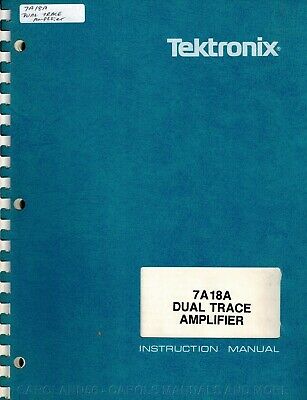 7A18A
DUAL TRACE
Amplifier
Tektronix®
7A18A
DUAL TRACE
AMPLIFIER
INSTRUCTION MANUAL